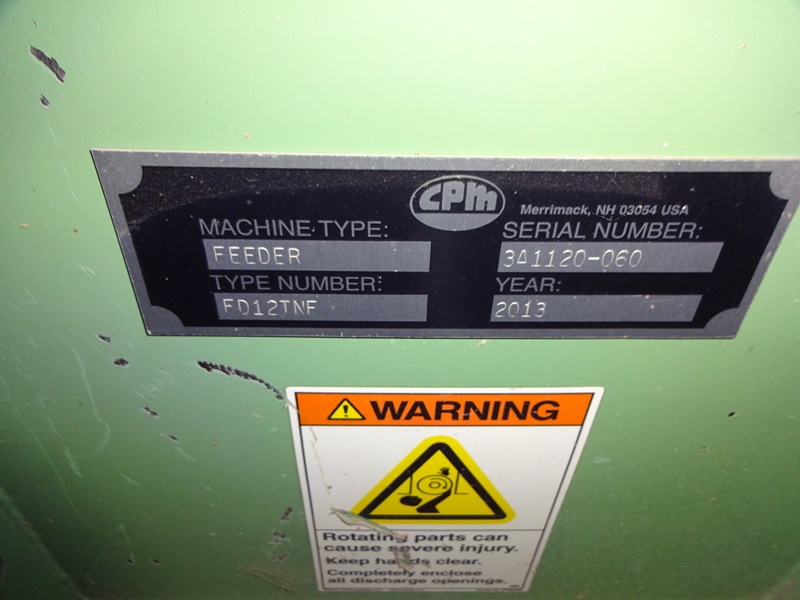 CPM
Merrimack, NH 03054 USA
MACHINE TYPE:
FEEDER
SERIAL NUMBER:
3A1120-060
TYPE NUMBER:
FD12TNF
YEAR:
2013
WARNING
Rotating parts can
cause severe injury.
Keep hands clear.
Completely enclose
all discharge openings.